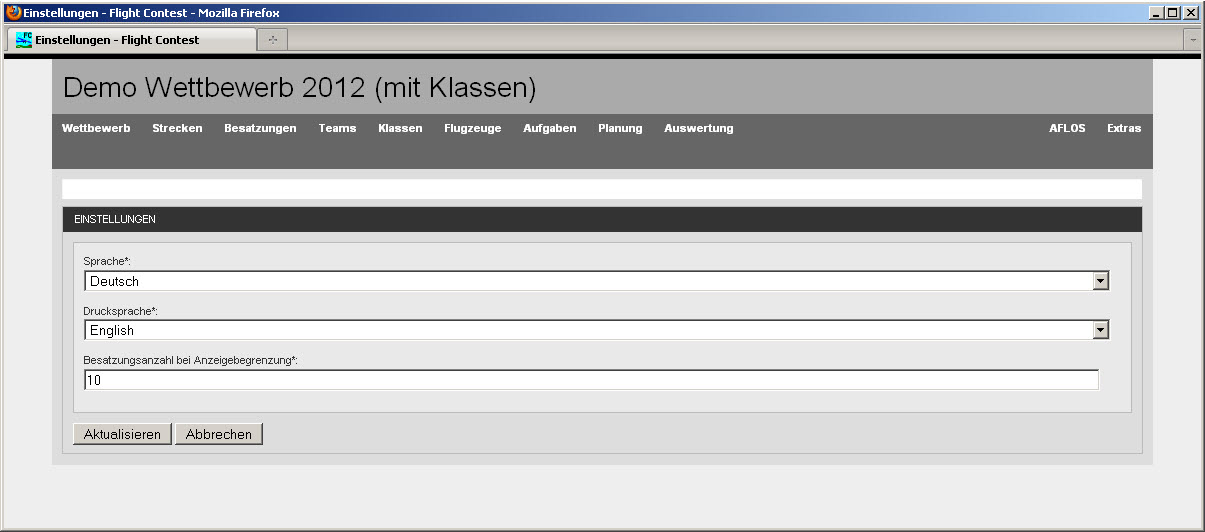 Einstellungen - Flight Contest - Mozilla Firefox
FC Einstellungen - Flight Contest
Demo Wettbewerb 2012 (mit Klassen)
Wettbewerb Strecken Besatzungen Teams Klassen Flugzeuge Aufgaben Planung Auswertung AFLOS Extras
EINSTELLUNGEN
Sprache*:
Deutsch
Drucksprache*:
English
Besatzungsanzahl bei Anzeigebegrenzung*:
10
Aktualisieren Abbrechen